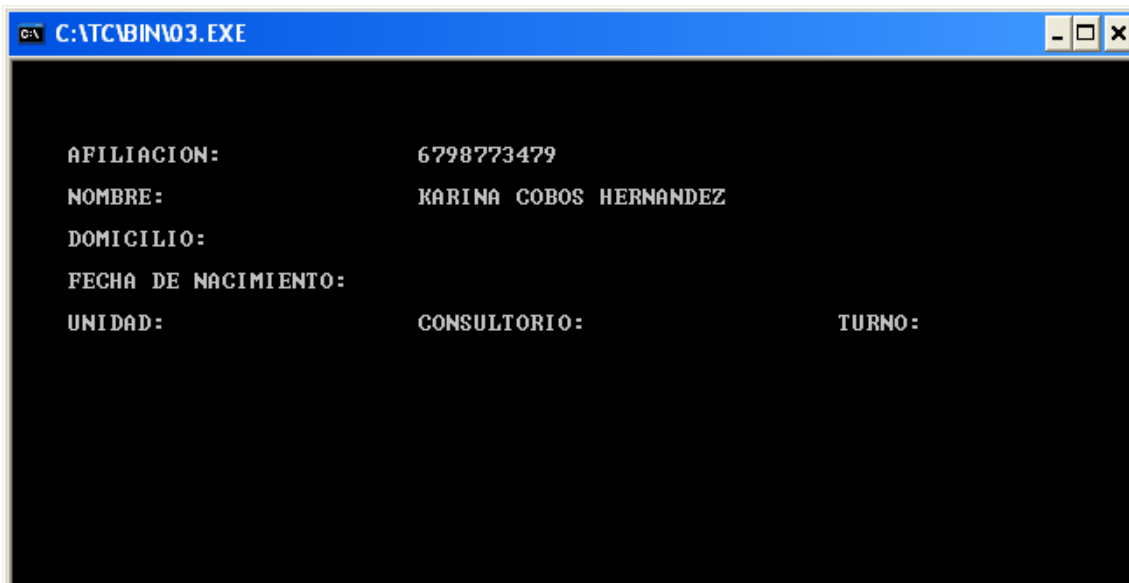 C:\TC\BIN\03.EXE
AFILIACION: 6798773479
NOMBRE: KARINA COBOS HERNANDEZ
DOMICILIO:
FECHA DE NACIMIENTO:
UNIDAD: CONSULTORIO: TURNO: